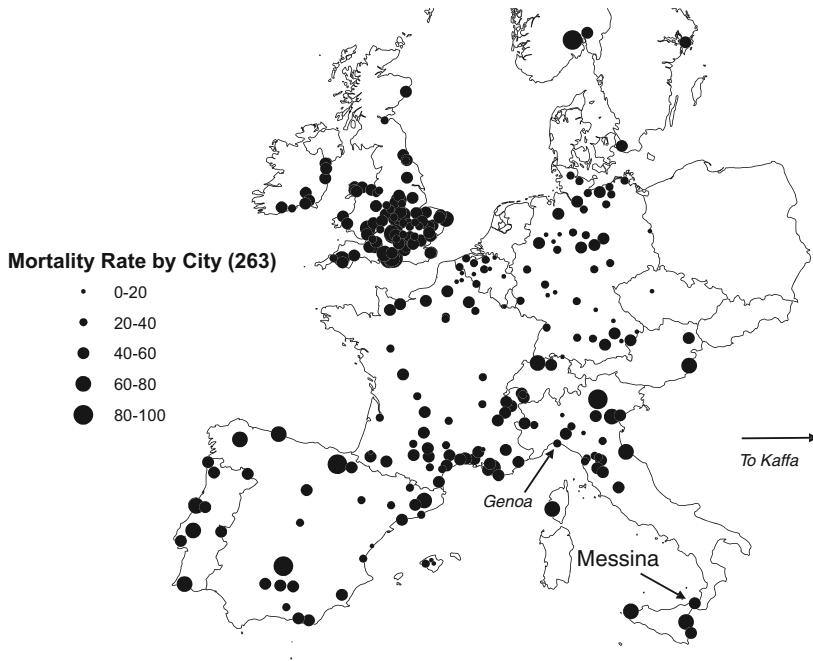 Mortality Rate by City (263)
0-20
20-40
40-60
60-80
80-100
To Kaffa
Genoa
Messina